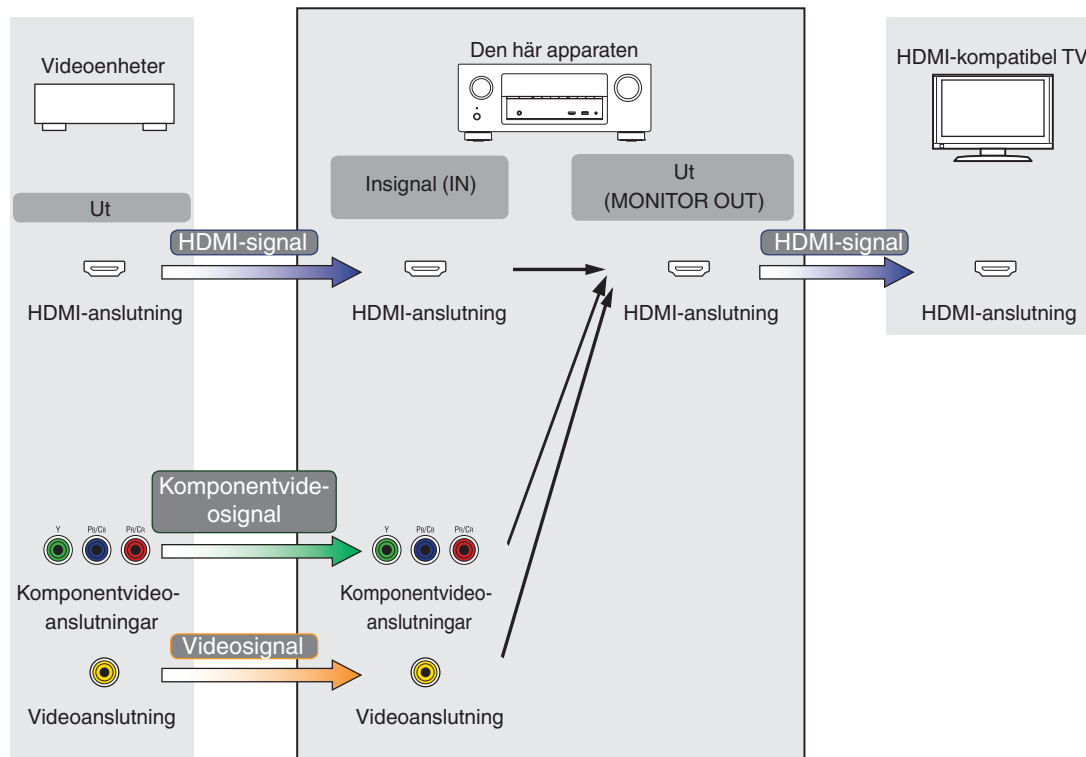 Videoenheter
Den här apparaten
HDMI-kompatibel TV
Ut
Insignal (IN)
Ut
(MONITOR OUT)
HDMI-signal
HDMI-signal
HDMI-anslutning
HDMI-anslutning
HDMI-anslutning
HDMI-anslutning
Komponentvide-
osignal
Y PB/CB PR/CR
Y PB/CB PR/CR
Komponentvideo-
anslutningar
Komponentvideo-
anslutningar
Videosignal
Videoanslutning
Videoanslutning